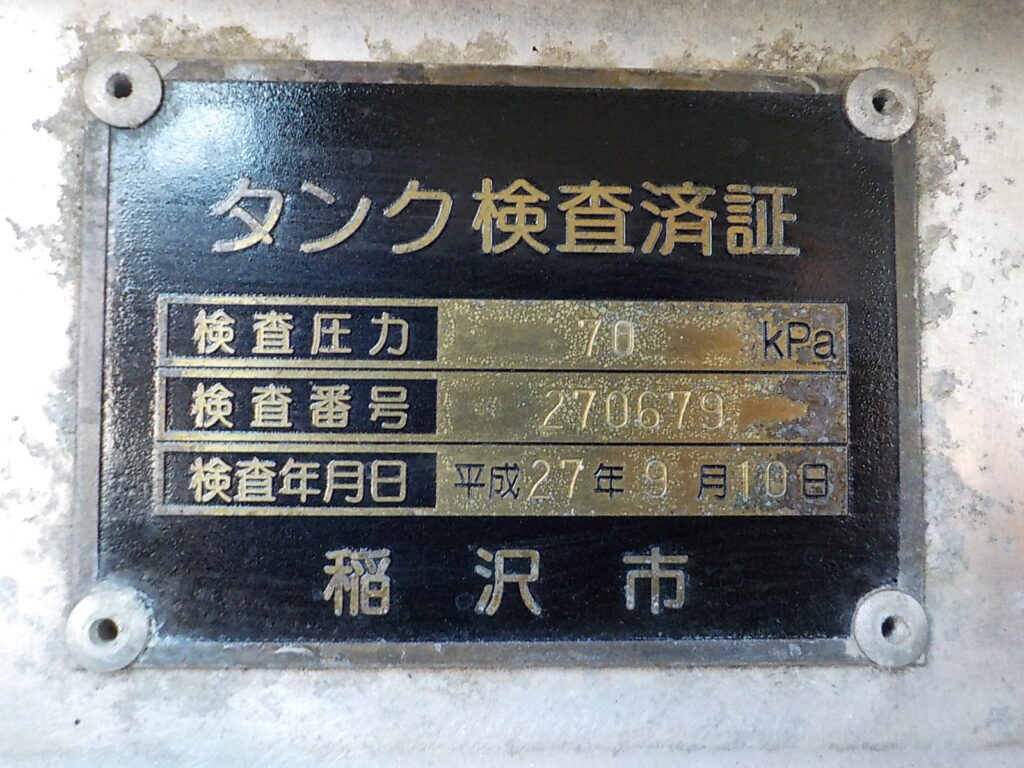 タンク検査済証
検査圧力 70 kPa
検査番号 270679
検査年月日 平成27年9月10日
稲沢市